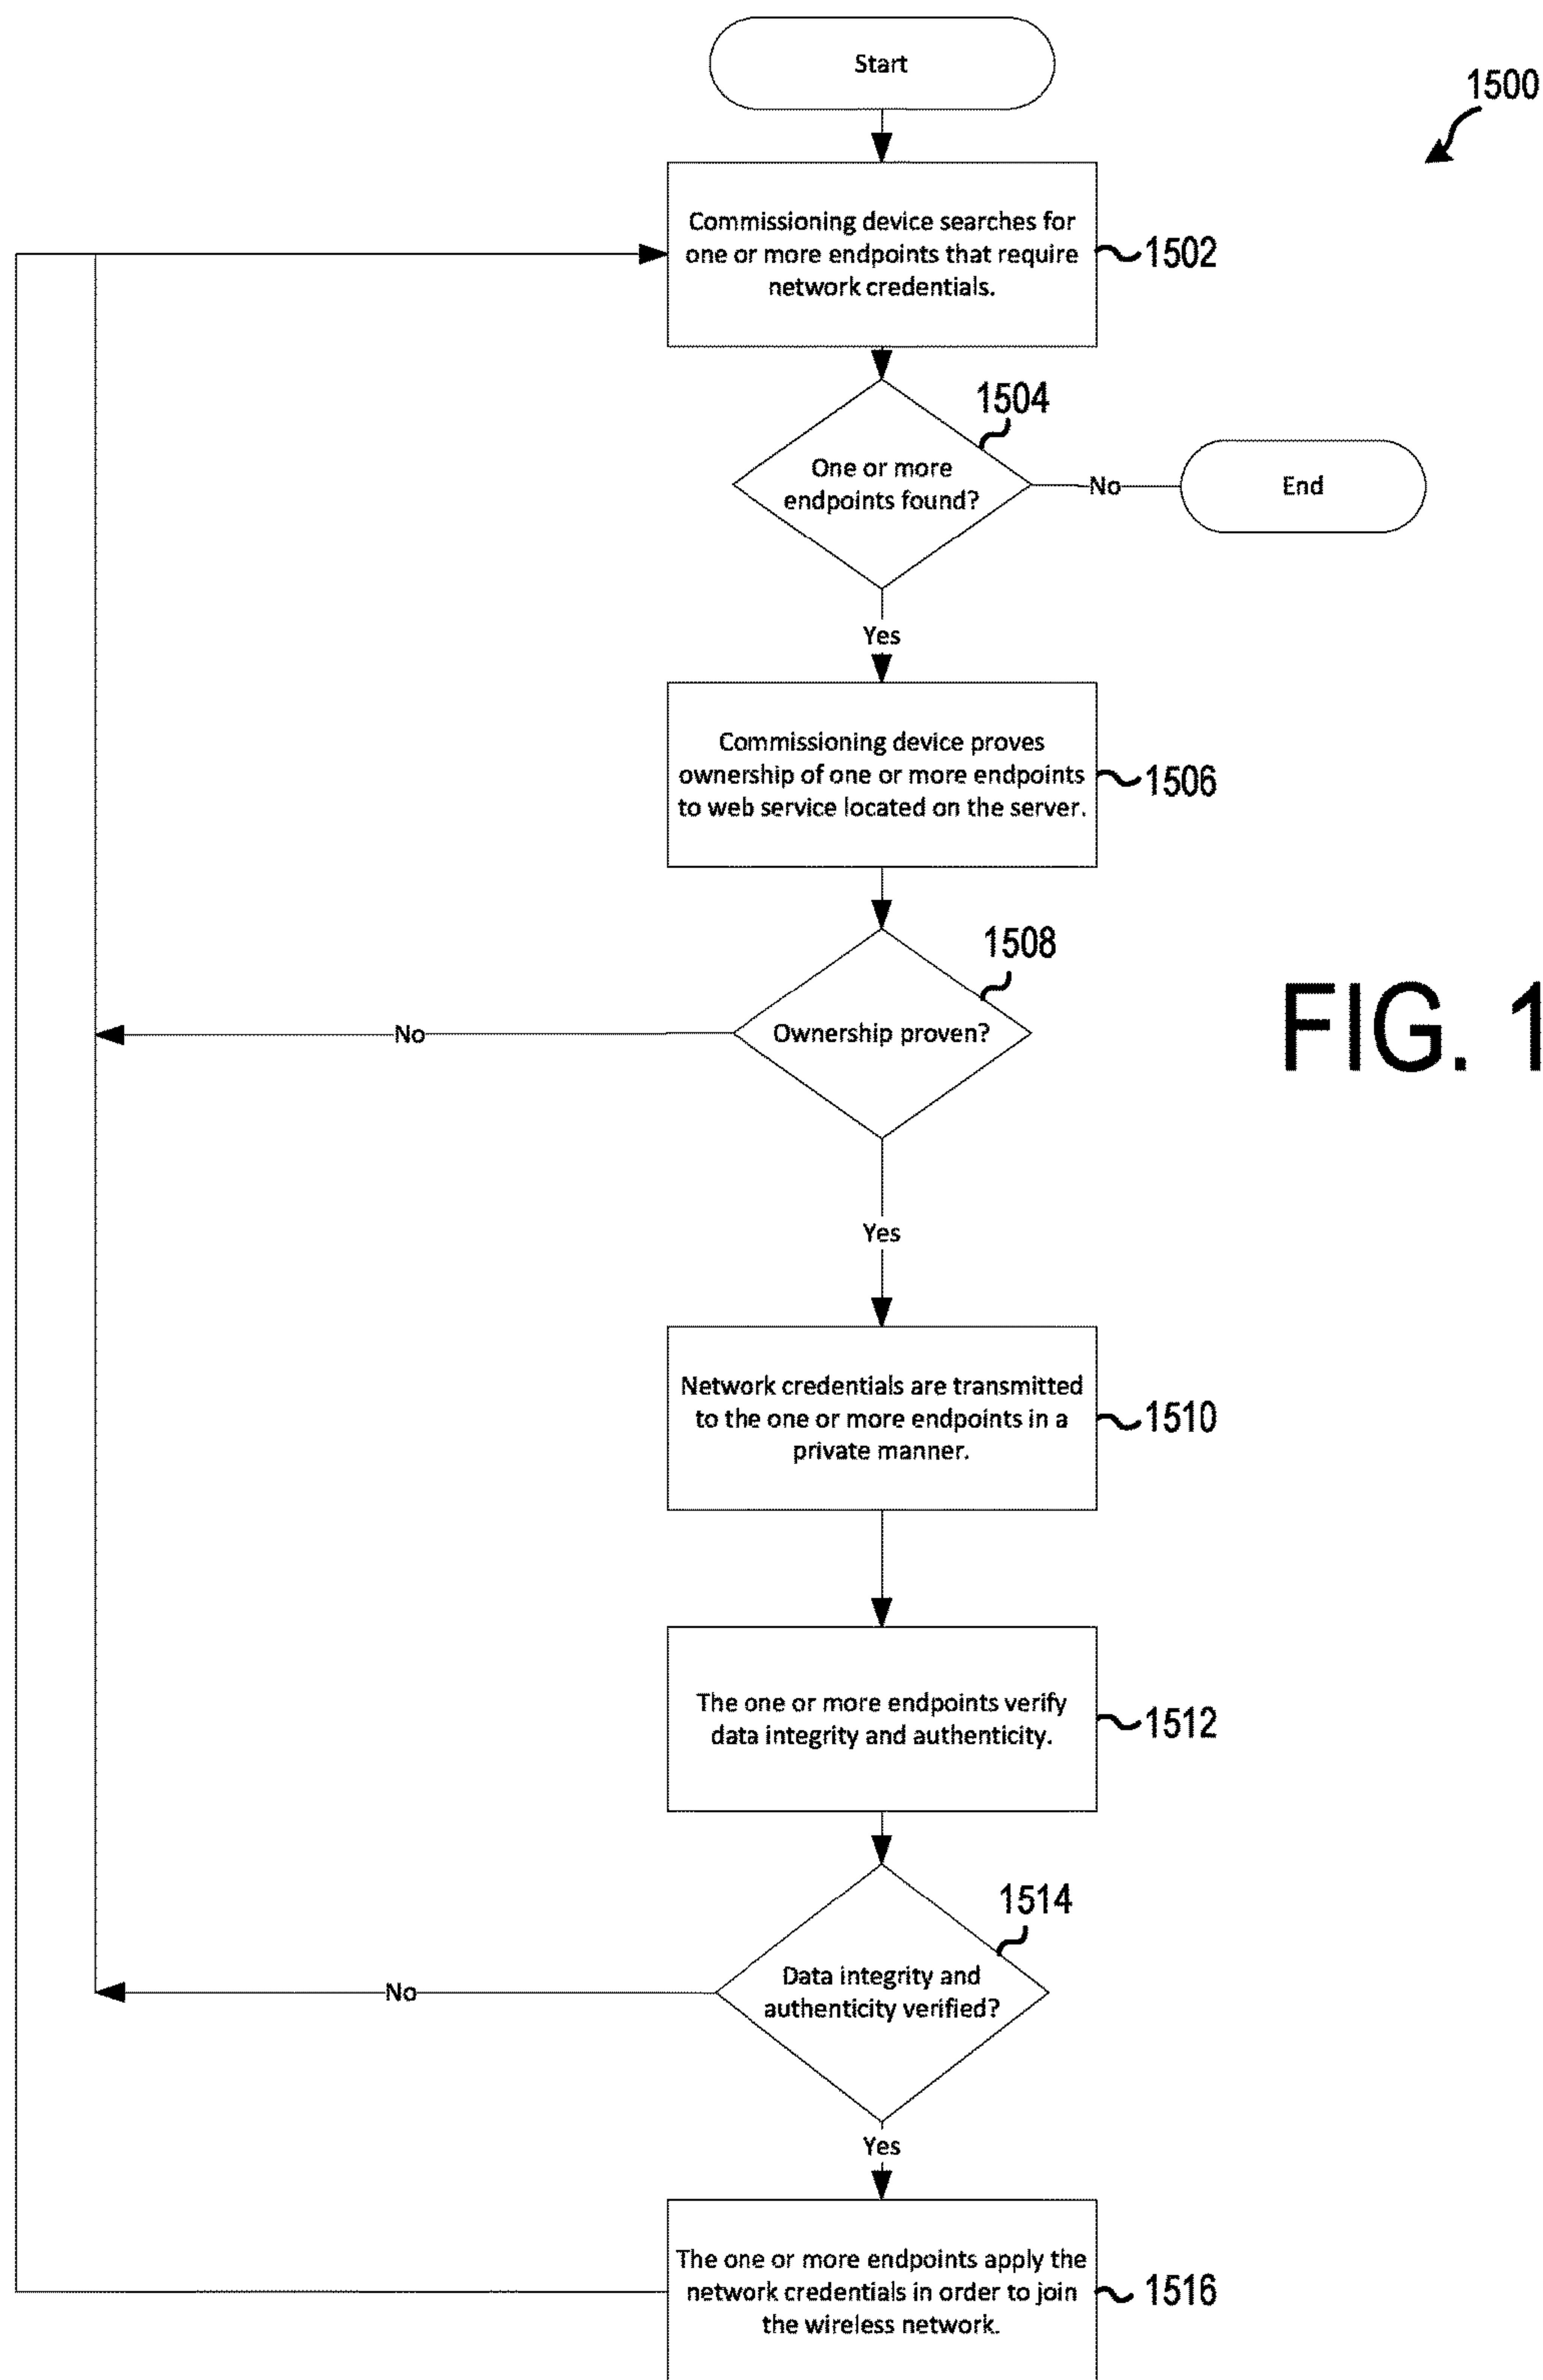 Start
1500
Commissioning device searches for
one or more endpoints that require
network credentials.
1502
1504
One or more
endpoints found?
No
End
Yes
Commissioning device proves
ownership of one or more endpoints
to web service located on the server.
1506
1508
Ownership proven?
No
FIG. 1
Yes
Network credentials are transmitted
to the one or more endpoints in a
private manner.
1510
The one or more endpoints verify
data integrity and authenticity.
1512
1514
Data integrity and
authenticity verified?
No
Yes
The one or more endpoints apply the
network credentials in order to join
the wireless network.
1516